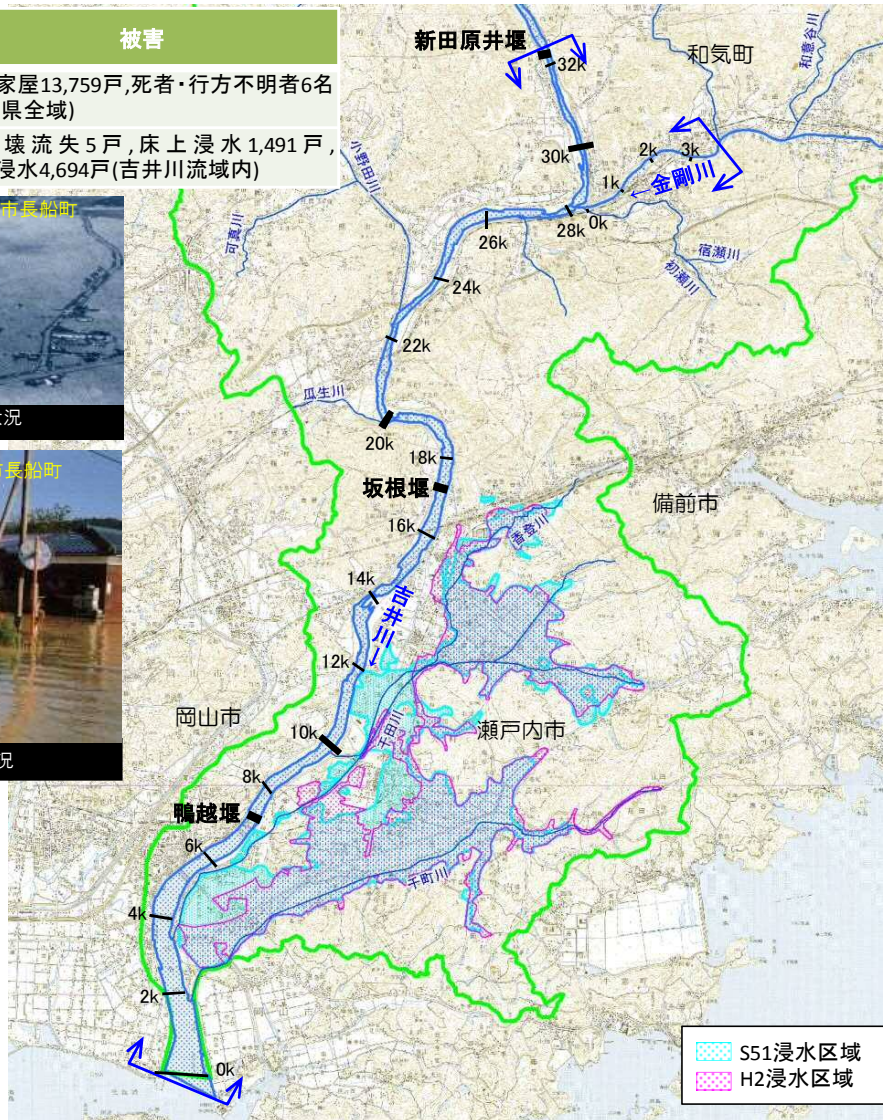 被害
家屋13,759戸,死者・行方不明者6名
県全域)
壊流失5戸,床上浸水1,491戸,
浸水4,694戸(吉井川流域内)
市長船町
況
市長船町
況
新田原井堰
32k
和気町
和意谷川
小野田川
30k
2k
3k
1k
←金剛川
可真川
28k
0k
26k
宿瀬川
初瀬川
24k
22k
瓜生川
20k
18k
坂根堰
備前市
16k
香登川
14k
吉井川→
12k
岡山市
10k
千田川
瀬戸内市
8k
鴨越堰
6k
千町川
4k
2k
0k
S51浸水区域
H2浸水区域